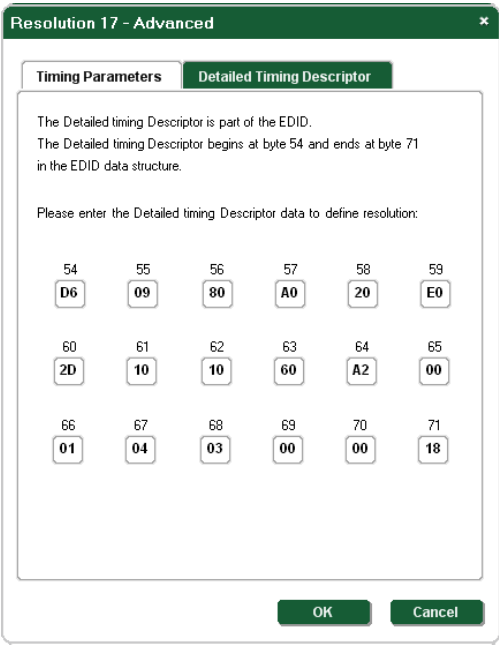 Resolution 17 - Advanced ×
Timing Parameters Detailed Timing Descriptor
The Detailed timing Descriptor is part of the EDID.
The Detailed timing Descriptor begins at byte 54 and ends at byte 71
in the EDID data structure.
Please enter the Detailed timing Descriptor data to define resolution:
54 55 56 57 58 59
D6 09 80 A0 20 E0
60 61 62 63 64 65
2D 10 10 60 A2 00
66 67 68 69 70 71
01 04 03 00 00 18
OK Cancel